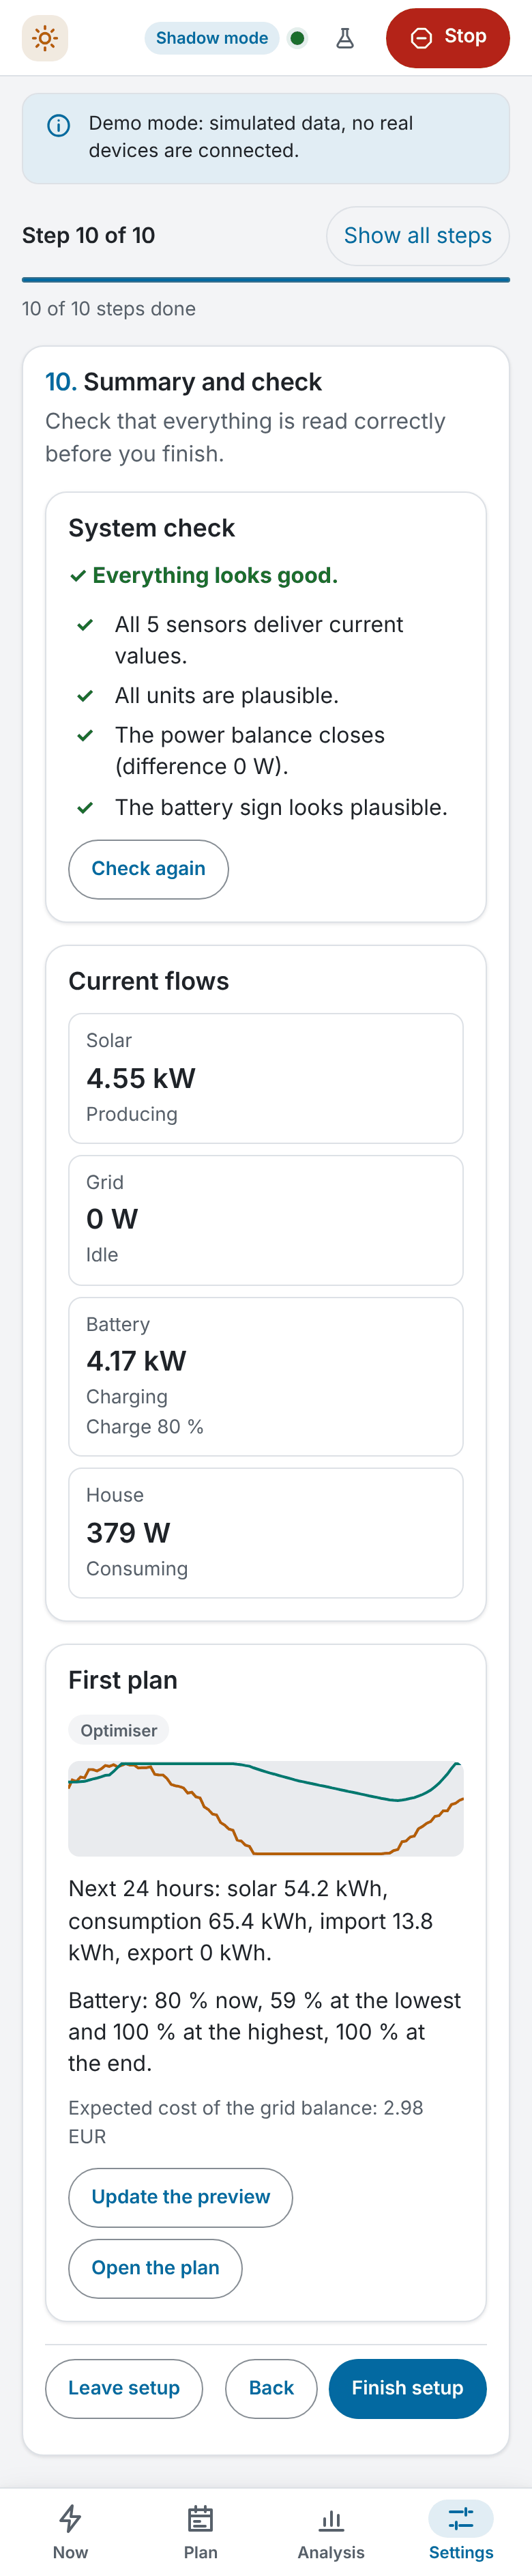 Shadow mode
Stop
Demo mode: simulated data, no real
devices are connected.
Step 10 of 10
Show all steps
10 of 10 steps done
10. Summary and check
Check that everything is read correctly
before you finish.
System check
Everything looks good.
All 5 sensors deliver current
values.
All units are plausible.
The power balance closes
(difference 0 W).
The battery sign looks plausible.
Check again
Current flows
Solar
4.55 kW
Producing
Grid
0 W
Idle
Battery
4.17 kW
Charging
Charge 80 %
House
379 W
Consuming
First plan
Optimiser
Next 24 hours: solar 54.2 kWh,
consumption 65.4 kWh, import 13.8
kWh, export 0 kWh.
Battery: 80 % now, 59 % at the lowest
and 100 % at the highest, 100 % at
the end.
Expected cost of the grid balance: 2.98
EUR
Update the preview
Open the plan
Leave setup
Back
Finish setup
Now
Plan
Analysis
Settings